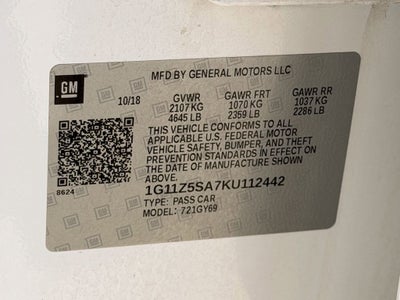 GM
MFD BY GENERAL MOTORS LLC
10/18 GVWR GAWR FRT GAWR RR
2107 KG 1070 KG 1037 KG
4645 LB 2359 LB 2286 LB
THIS VEHICLE CONFORMS TO ALL
APPLICABLE U.S. FEDERAL MOTOR
VEHICLE SAFETY, BUMPER, AND THEFT
PREVENTION STANDARDS IN EFFECT ON
THE DATE OF MANUFACTURE SHOWN
ABOVE.
8624
1G11Z5SA7KU112442
TYPE: PASS CAR
MODEL: 721GY69